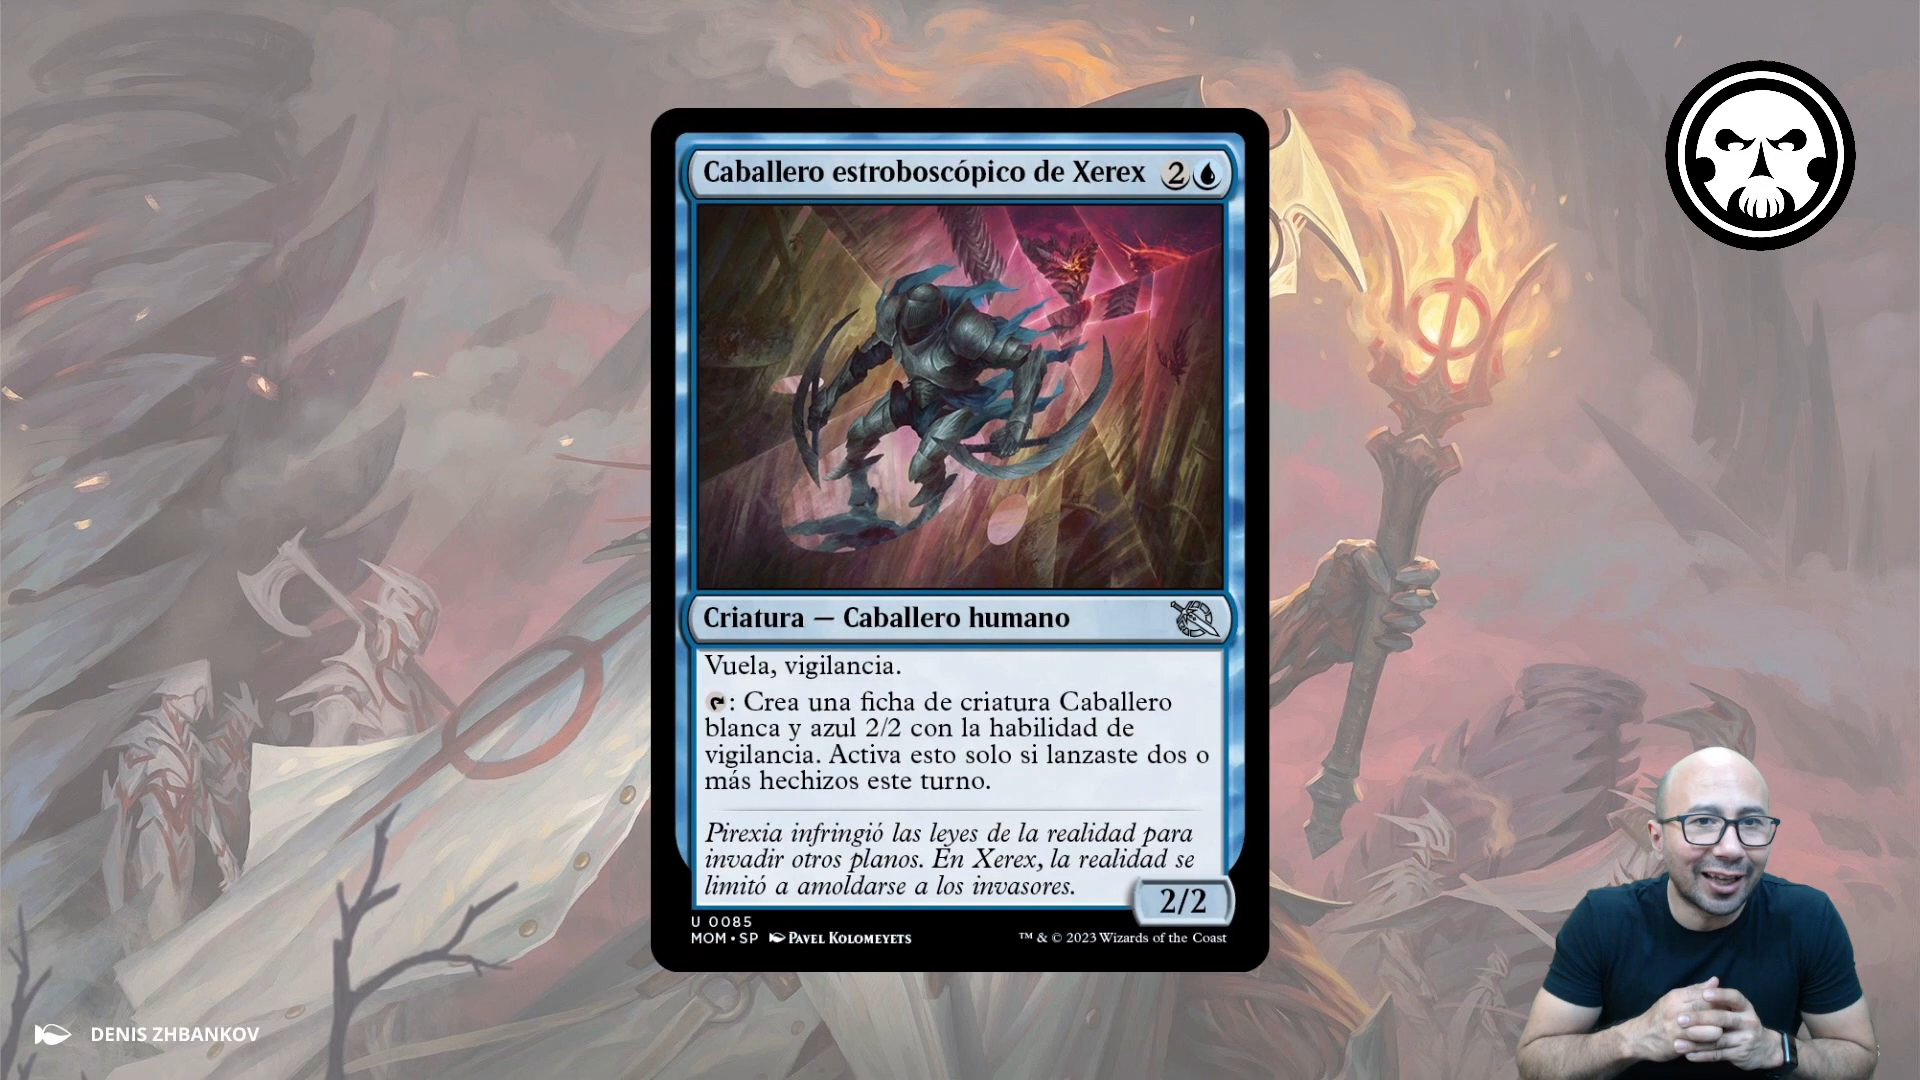 Caballero estroboscópico de Xerex 2
Criatura — Caballero humano
Vuela, vigilancia.
: Crea una ficha de criatura Caballero
blanca y azul 2/2 con la habilidad de
vigilancia. Activa esto solo si lanzaste dos o
más hechizos este turno.
Pirexia infringió las leyes de la realidad para
invadir otros planos. En Xerex, la realidad se
limitó a amoldarse a los invasores.
2/2
U 0085
MOM • SP PAVEL KOLOMEYETS
™ & © 2023 Wizards of the Coast
DENIS ZHBANKOV